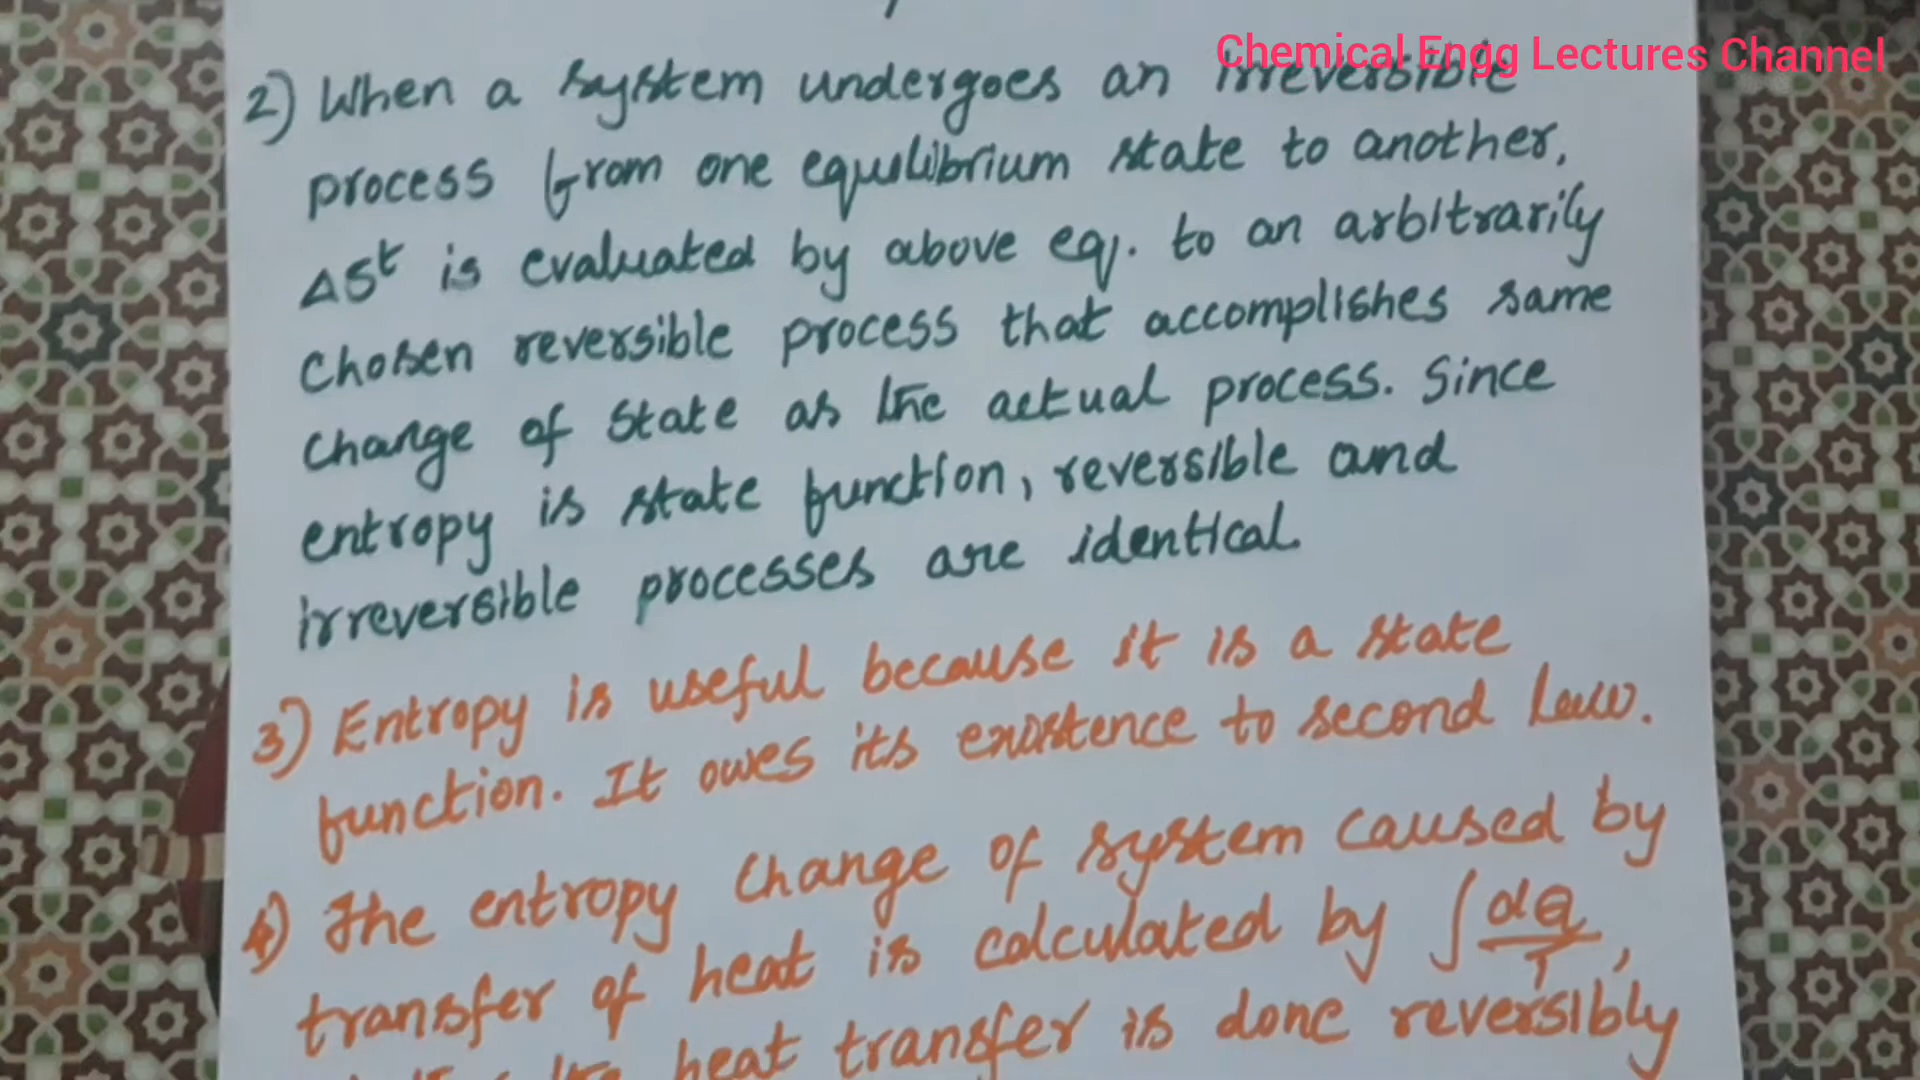 Chemical Engg Lectures Channel
2) When a system undergoes an irreversible
process from one equilibrium state to another,
ΔSᵗ is evaluated by above eq. to an arbitrarily
chosen reversible process that accomplishes same
change of state as the actual process. Since
entropy is state function, reversible and
irreversible processes are identical.
3) Entropy is useful because it is a state
function. It owes its existence to second law.
4) The entropy change of system caused by
transfer of heat is calculated by ∫ dQ/T,
heat transfer is done reversibly